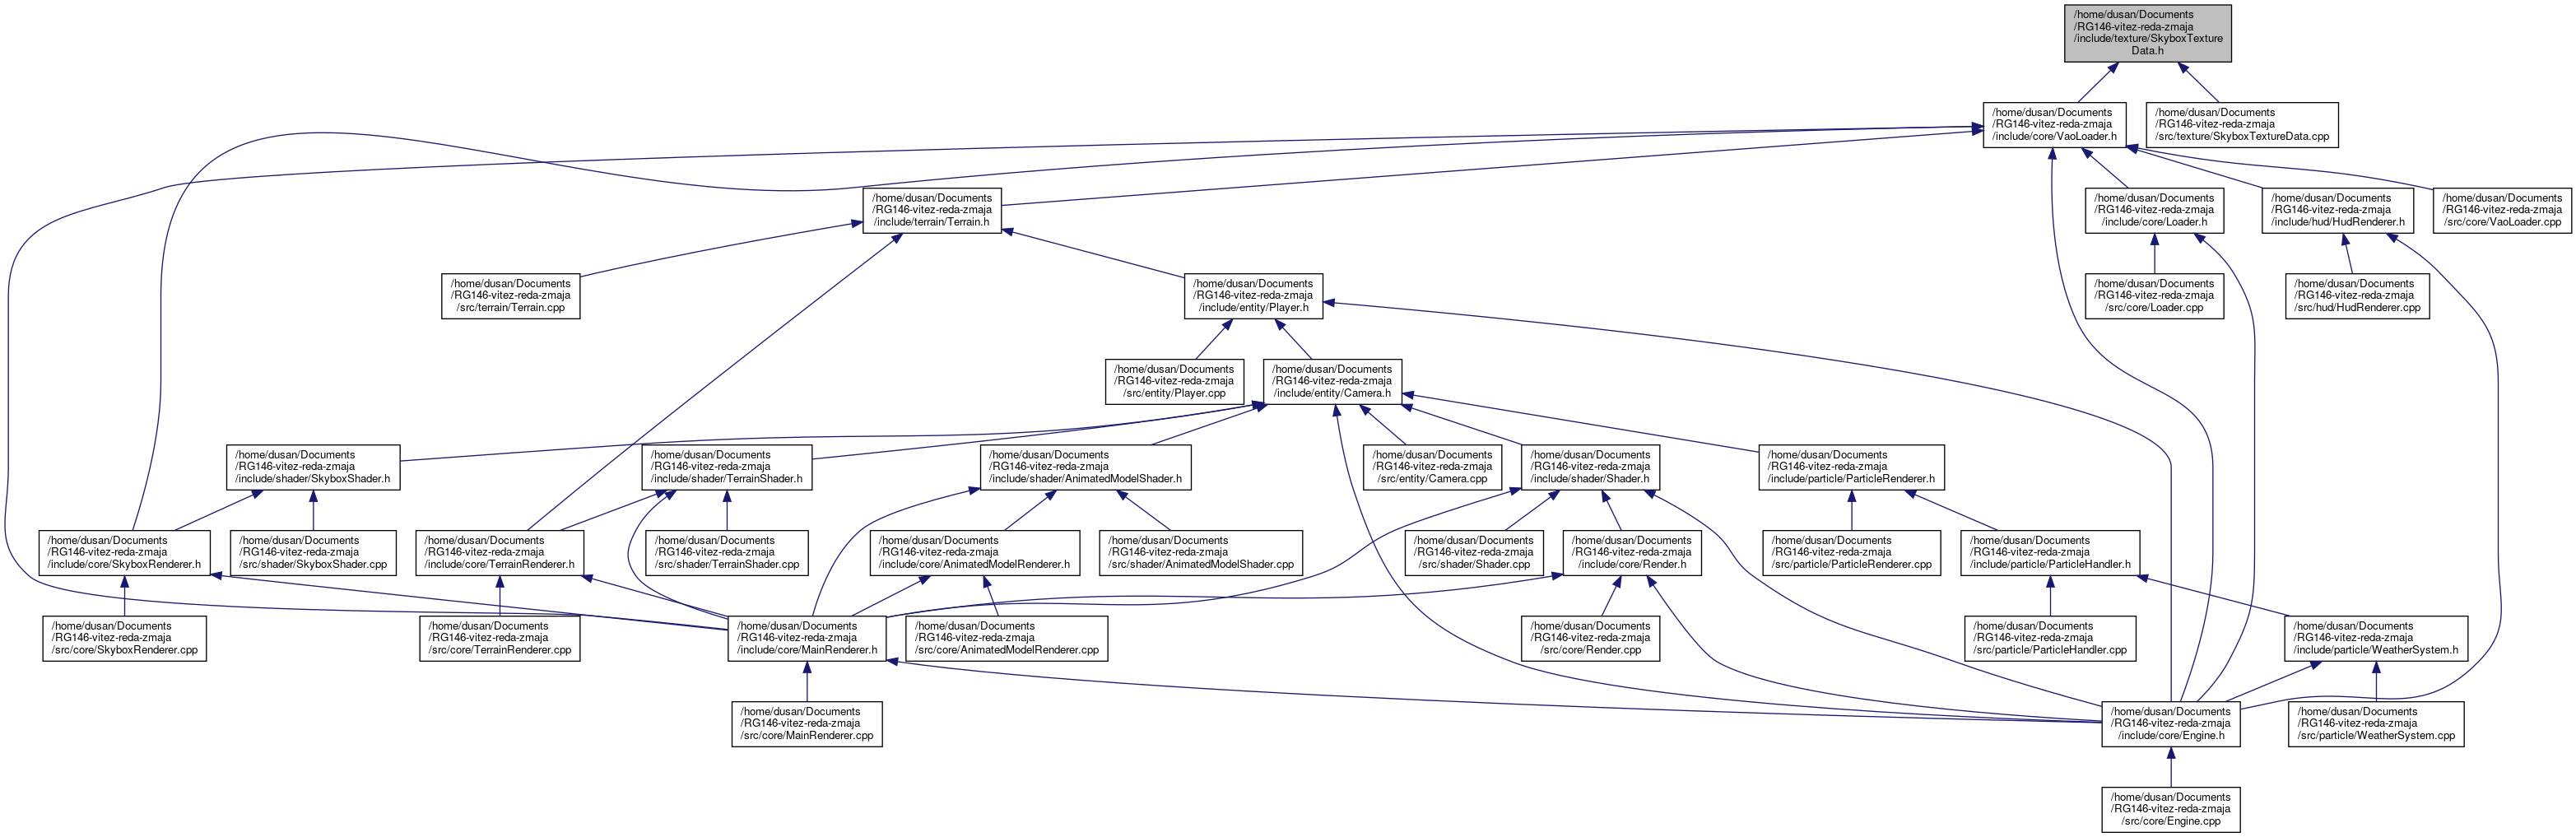 /home/dusan/Documents
/RG146-vitez-reda-zmaja
/include/texture/SkyboxTexture
Data.h
/home/dusan/Documents
/RG146-vitez-reda-zmaja
/include/core/VaoLoader.h
/home/dusan/Documents
/RG146-vitez-reda-zmaja
/src/texture/SkyboxTextureData.cpp
/home/dusan/Documents
/RG146-vitez-reda-zmaja
/include/terrain/Terrain.h
/home/dusan/Documents
/RG146-vitez-reda-zmaja
/include/core/Loader.h
/home/dusan/Documents
/RG146-vitez-reda-zmaja
/include/hud/HudRenderer.h
/home/dusan/Documents
/RG146-vitez-reda-zmaja
/src/core/VaoLoader.cpp
/home/dusan/Documents
/RG146-vitez-reda-zmaja
/src/terrain/Terrain.cpp
/home/dusan/Documents
/RG146-vitez-reda-zmaja
/include/entity/Player.h
/home/dusan/Documents
/RG146-vitez-reda-zmaja
/src/core/Loader.cpp
/home/dusan/Documents
/RG146-vitez-reda-zmaja
/src/hud/HudRenderer.cpp
/home/dusan/Documents
/RG146-vitez-reda-zmaja
/src/entity/Player.cpp
/home/dusan/Documents
/RG146-vitez-reda-zmaja
/include/entity/Camera.h
/home/dusan/Documents
/RG146-vitez-reda-zmaja
/include/shader/SkyboxShader.h
/home/dusan/Documents
/RG146-vitez-reda-zmaja
/include/shader/TerrainShader.h
/home/dusan/Documents
/RG146-vitez-reda-zmaja
/include/shader/AnimatedModelShader.h
/home/dusan/Documents
/RG146-vitez-reda-zmaja
/src/entity/Camera.cpp
/home/dusan/Documents
/RG146-vitez-reda-zmaja
/include/shader/Shader.h
/home/dusan/Documents
/RG146-vitez-reda-zmaja
/include/particle/ParticleRenderer.h
/home/dusan/Documents
/RG146-vitez-reda-zmaja
/include/core/SkyboxRenderer.h
/home/dusan/Documents
/RG146-vitez-reda-zmaja
/src/shader/SkyboxShader.cpp
/home/dusan/Documents
/RG146-vitez-reda-zmaja
/include/core/TerrainRenderer.h
/home/dusan/Documents
/RG146-vitez-reda-zmaja
/src/shader/TerrainShader.cpp
/home/dusan/Documents
/RG146-vitez-reda-zmaja
/include/core/AnimatedModelRenderer.h
/home/dusan/Documents
/RG146-vitez-reda-zmaja
/src/shader/AnimatedModelShader.cpp
/home/dusan/Documents
/RG146-vitez-reda-zmaja
/src/shader/Shader.cpp
/home/dusan/Documents
/RG146-vitez-reda-zmaja
/include/core/Render.h
/home/dusan/Documents
/RG146-vitez-reda-zmaja
/src/particle/ParticleRenderer.cpp
/home/dusan/Documents
/RG146-vitez-reda-zmaja
/include/particle/ParticleHandler.h
/home/dusan/Documents
/RG146-vitez-reda-zmaja
/src/core/SkyboxRenderer.cpp
/home/dusan/Documents
/RG146-vitez-reda-zmaja
/src/core/TerrainRenderer.cpp
/home/dusan/Documents
/RG146-vitez-reda-zmaja
/include/core/MainRenderer.h
/home/dusan/Documents
/RG146-vitez-reda-zmaja
/src/core/AnimatedModelRenderer.cpp
/home/dusan/Documents
/RG146-vitez-reda-zmaja
/src/core/Render.cpp
/home/dusan/Documents
/RG146-vitez-reda-zmaja
/src/particle/ParticleHandler.cpp
/home/dusan/Documents
/RG146-vitez-reda-zmaja
/include/particle/WeatherSystem.h
/home/dusan/Documents
/RG146-vitez-reda-zmaja
/src/core/MainRenderer.cpp
/home/dusan/Documents
/RG146-vitez-reda-zmaja
/include/core/Engine.h
/home/dusan/Documents
/RG146-vitez-reda-zmaja
/src/particle/WeatherSystem.cpp
/home/dusan/Documents
/RG146-vitez-reda-zmaja
/src/core/Engine.cpp